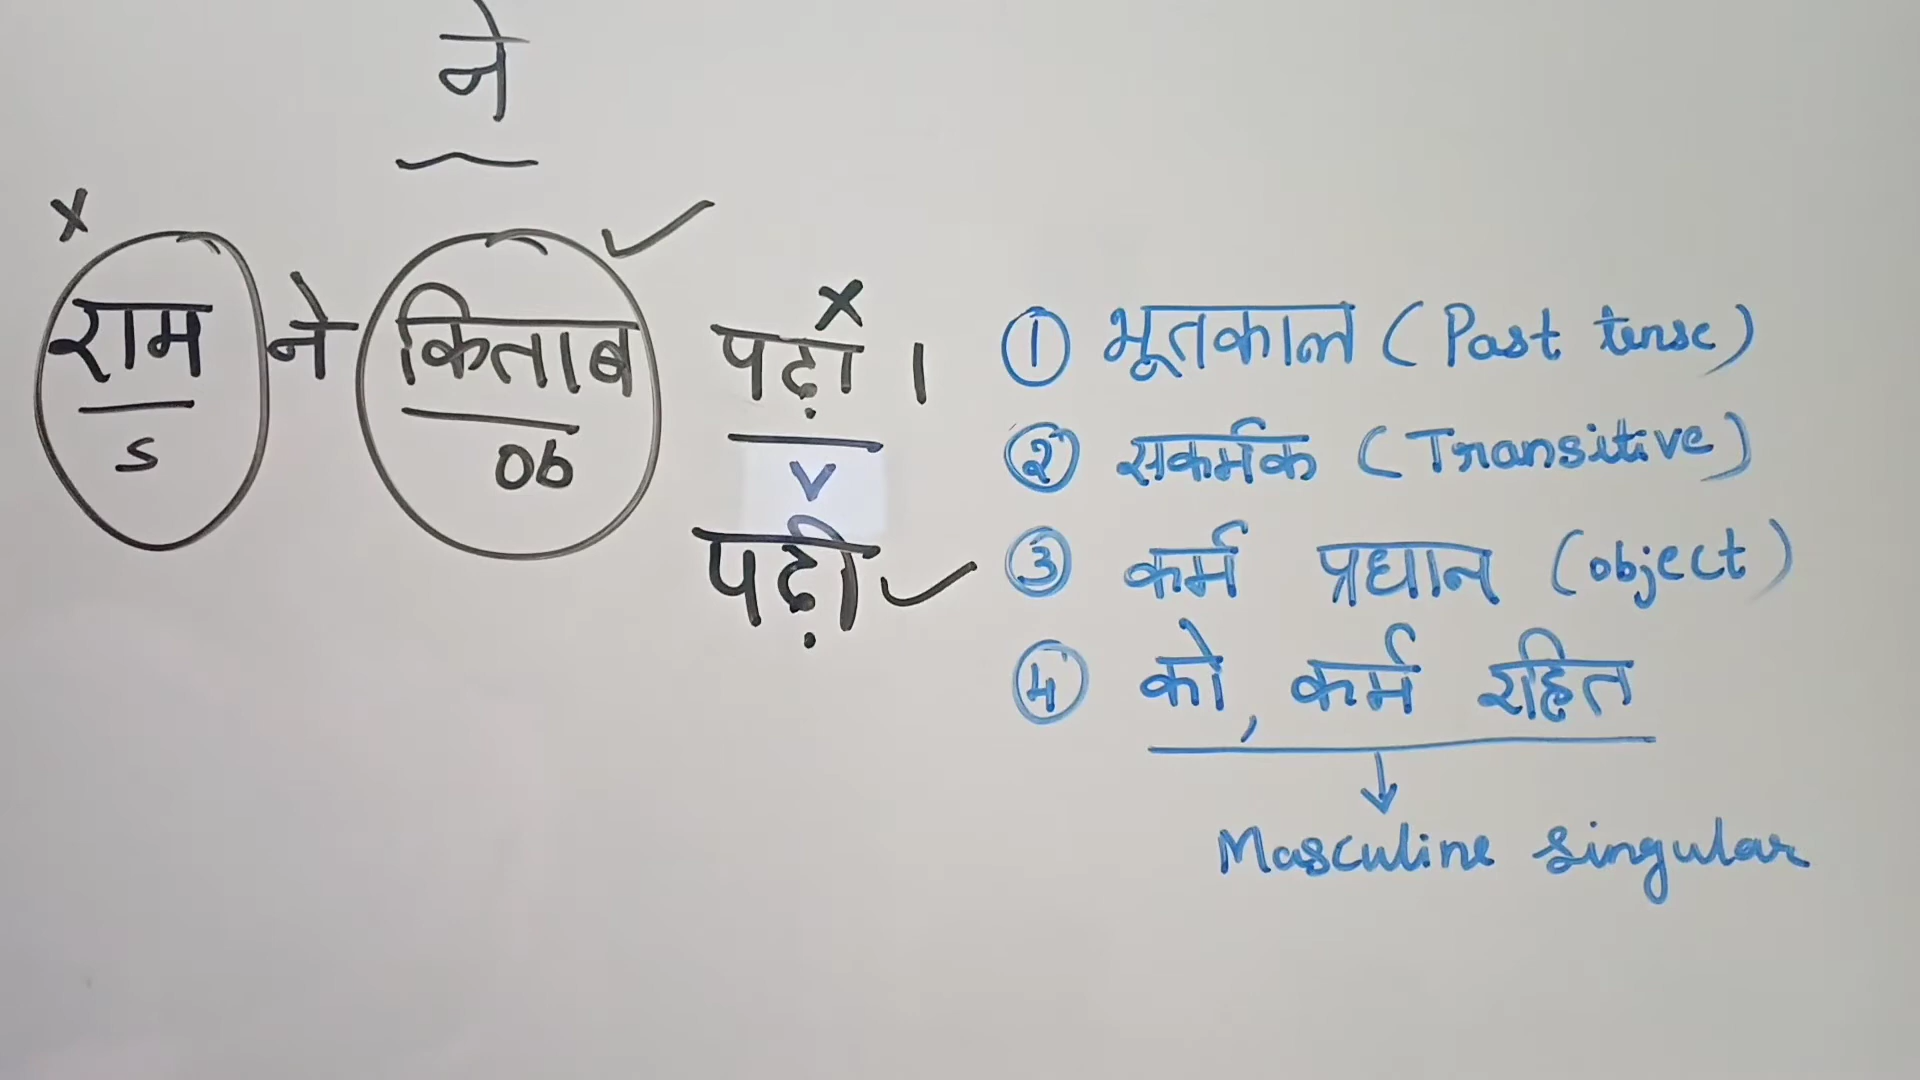 ने
x
राम ने किताब पढ़ा ।
x
s ob v
पढ़ी
① भूतकाल (Past tense)
② सकर्मक (Transitive)
③ कर्म प्रधान (object)
④ को, कर्म रहित
Masculine Singular